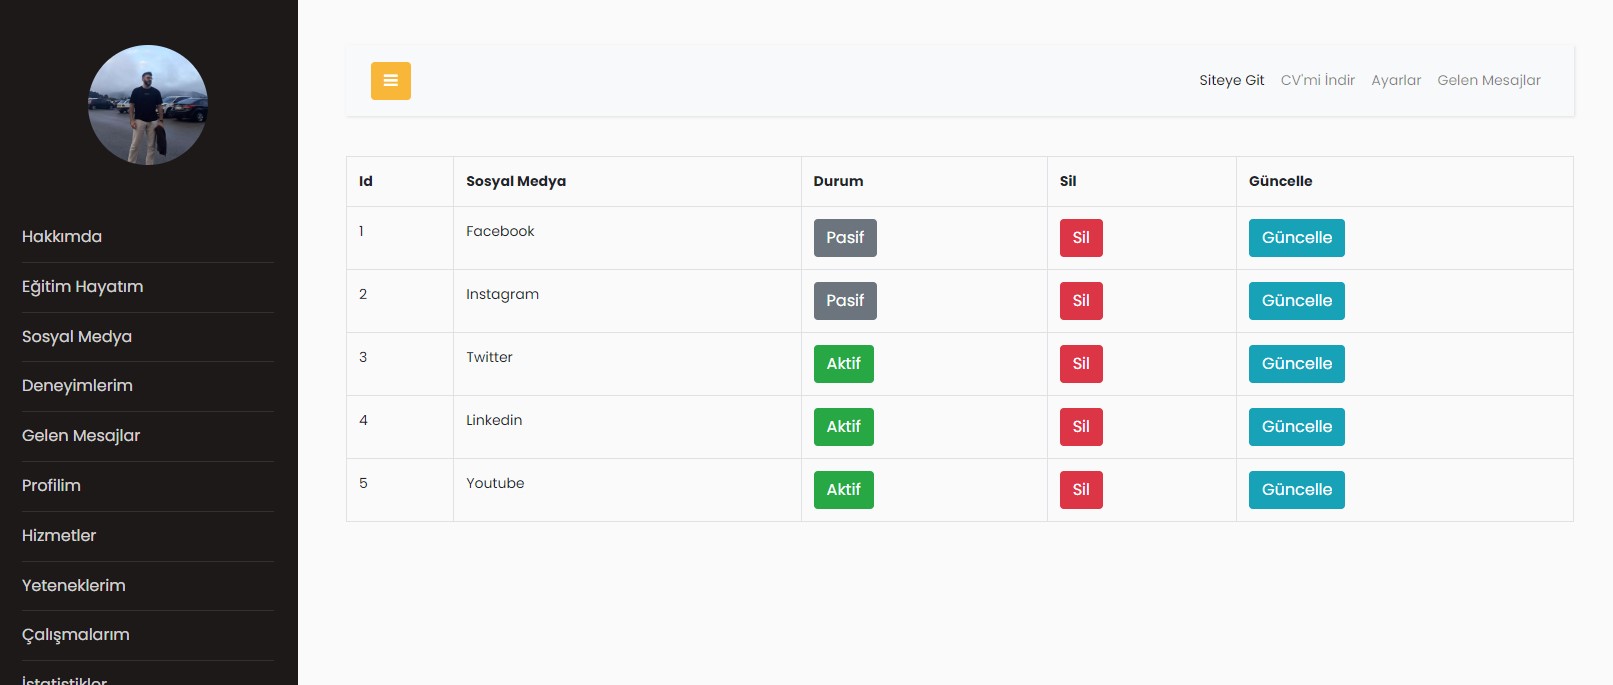 Siteye Git CV'mi İndir Ayarlar Gelen Mesajlar
Hakkımda
Eğitim Hayatım
Sosyal Medya
Deneyimlerim
Gelen Mesajlar
Profilim
Hizmetler
Yeteneklerim
Çalışmalarım
İstatistikler
Id Sosyal Medya Durum Sil Güncelle
1 Facebook Pasif Sil Güncelle
2 Instagram Pasif Sil Güncelle
3 Twitter Aktif Sil Güncelle
4 Linkedin Aktif Sil Güncelle
5 Youtube Aktif Sil Güncelle